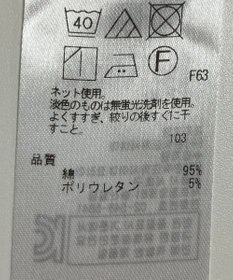 40
F
F63
ネット使用。
淡色のものは無蛍光洗剤を使用。
よくすすぎ、絞りの後すぐに干
すこと。
103
品質
綿 95%
ポリウレタン 5%